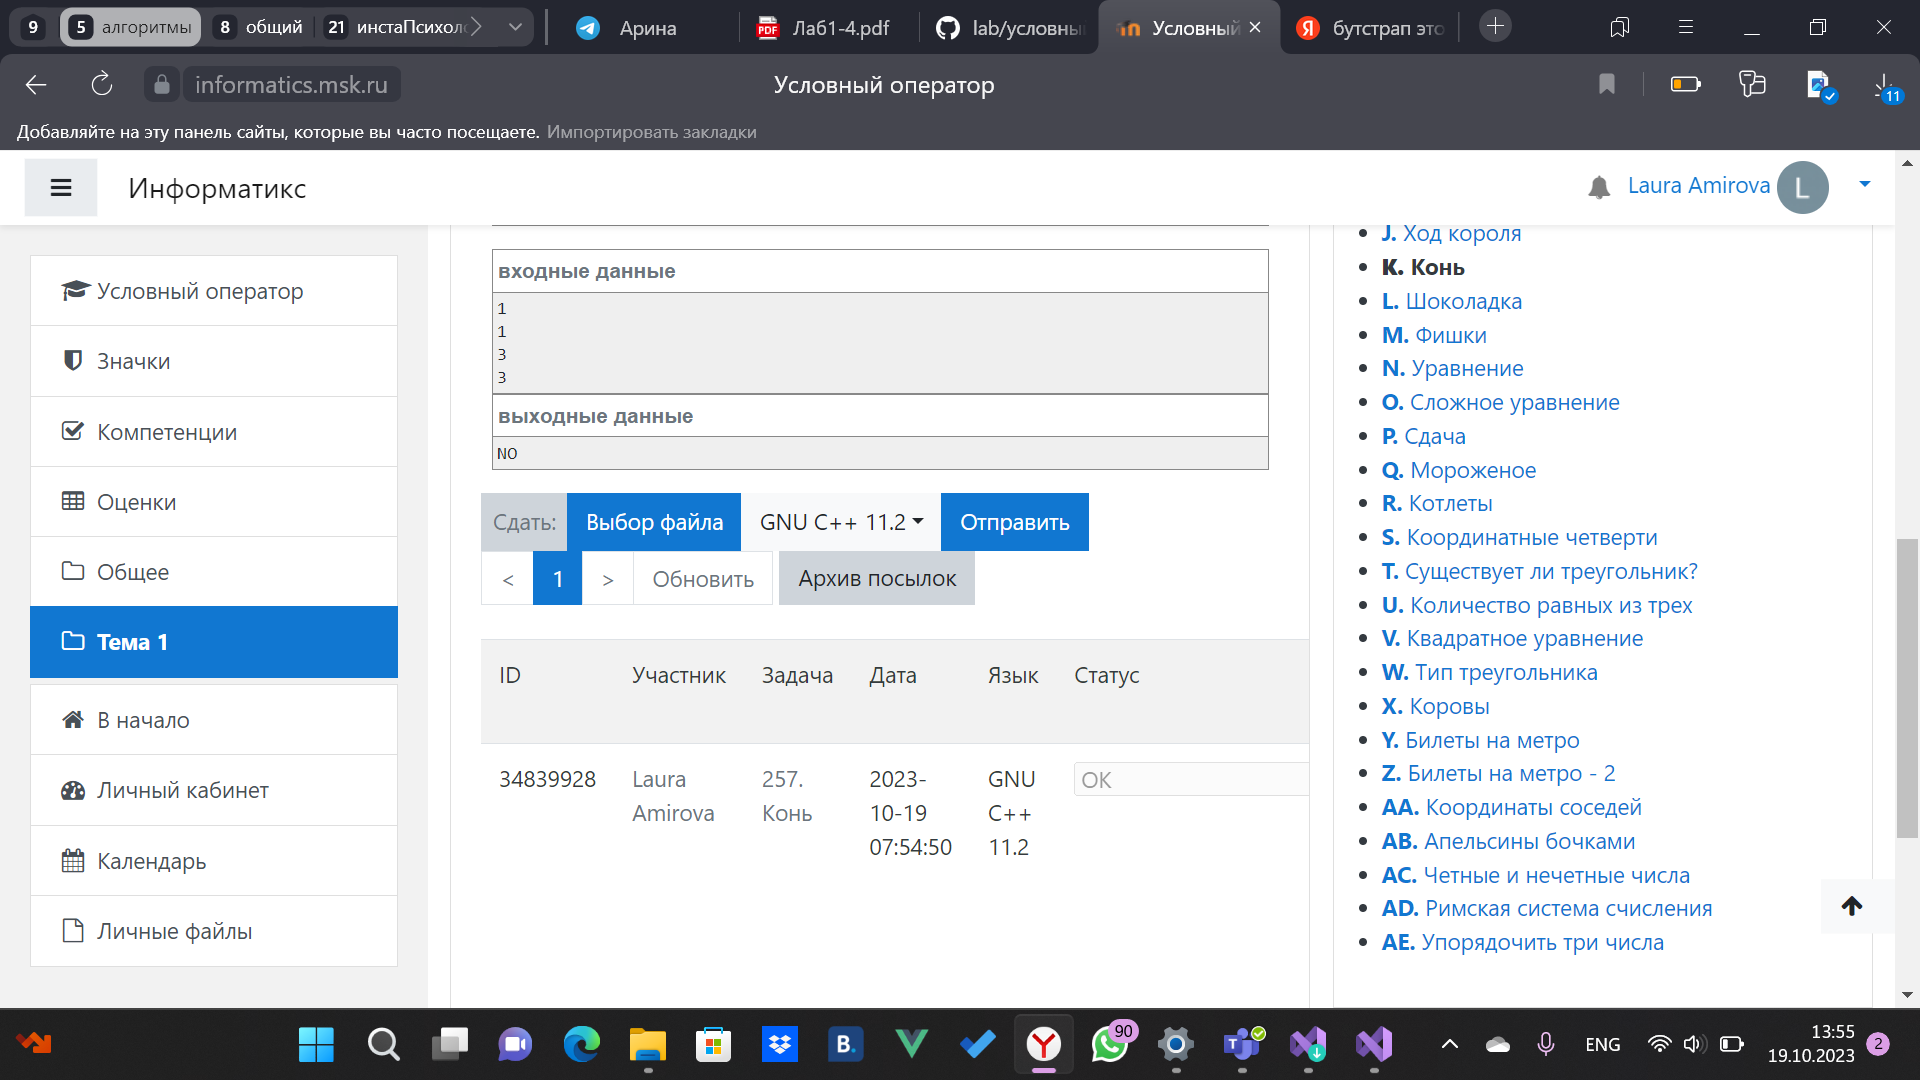 9
5 алгоритмы
8 общий
21 инстаПсихоло
Арина
Лаб1-4.pdf
lab/условны
Условный
бутстрап это
informatics.msk.ru
Условный оператор
11
Добавляйте на эту панель сайты, которые вы часто посещаете. Импортировать закладки
Информатикс
Laura Amirova
L
Условный оператор
Значки
Компетенции
Оценки
Общее
Тема 1
В начало
Личный кабинет
Календарь
Личные файлы
входные данные
1
1
3
3
выходные данные
NO
Сдать: Выбор файла GNU C++ 11.2 Отправить
< 1 > Обновить Архив посылок
ID Участник Задача Дата Язык Статус
34839928 Laura Amirova 257. Конь 2023-10-19 07:54:50 GNU C++ 11.2 OK
J. Ход короля
K. Конь
L. Шоколадка
M. Фишки
N. Уравнение
O. Сложное уравнение
P. Сдача
Q. Мороженое
R. Котлеты
S. Координатные четверти
T. Существует ли треугольник?
U. Количество равных из трех
V. Квадратное уравнение
W. Тип треугольника
X. Коровы
Y. Билеты на метро
Z. Билеты на метро - 2
AA. Координаты соседей
AB. Апельсины бочками
AC. Четные и нечетные числа
AD. Римская система счисления
AE. Упорядочить три числа
B.
90
ENG
13:55
19.10.2023
2